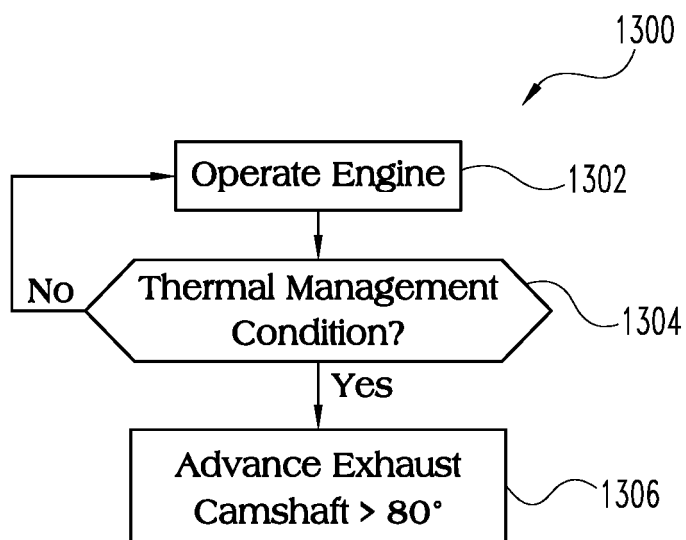 1300
Operate Engine
1302
No
Thermal Management
Condition?
1304
Yes
Advance Exhaust
Camshaft > 80°
1306